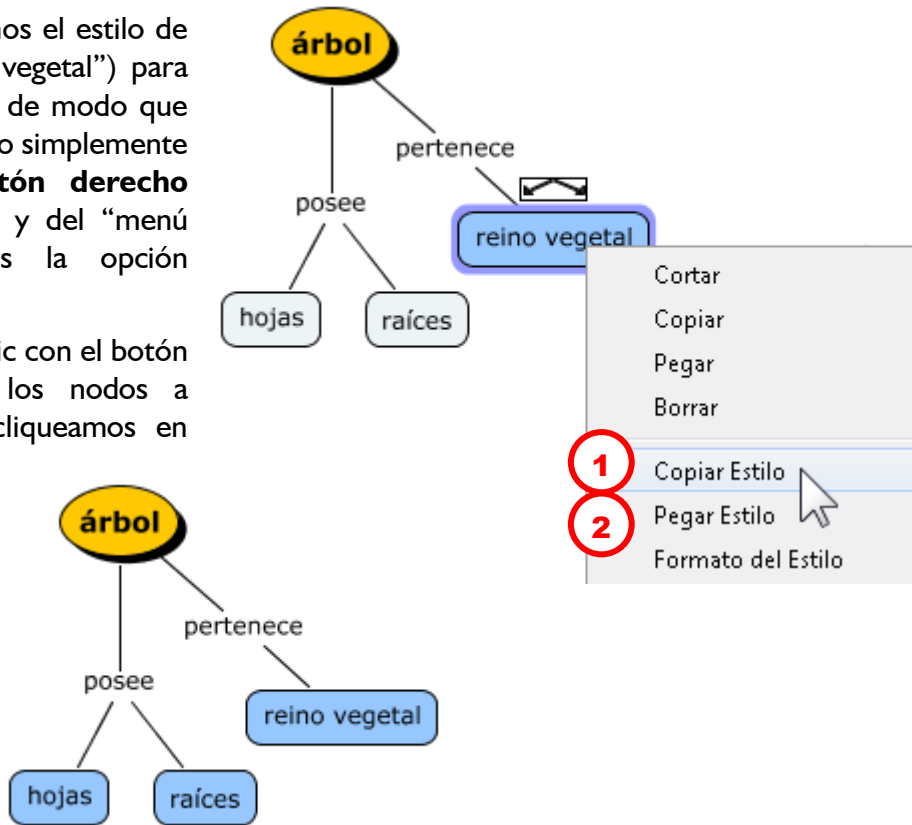 nos el estilo de
vegetal”) para
de modo que
o simplemente
tón derecho
y del “menú
s la opción
ic con el botón
los nodos a
cliqueamos en
árbol
pertenece
posee
reino vegetal
hojas
raíces
Cortar
Copiar
Pegar
Borrar
1 Copiar Estilo
2 Pegar Estilo
Formato del Estilo
árbol
pertenece
posee
reino vegetal
hojas
raíces